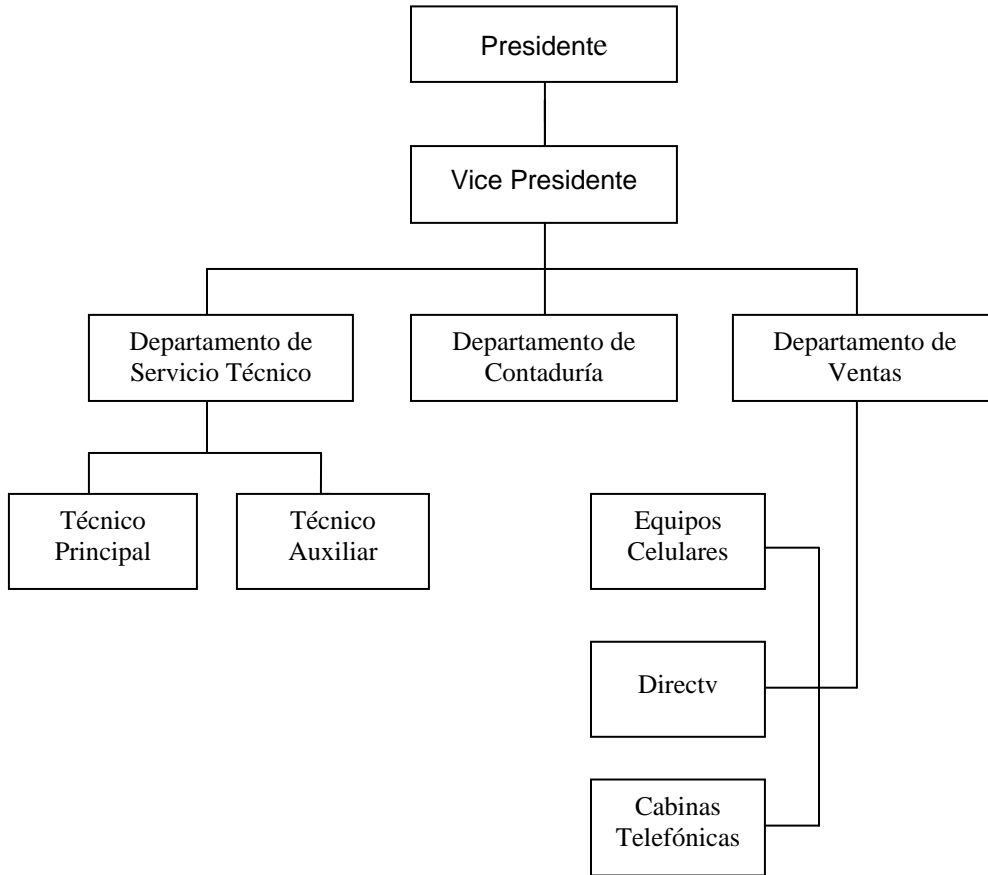 Presidente
Vice Presidente
Departamento de
Servicio Técnico
Departamento de
Contaduría
Departamento de
Ventas
Técnico
Principal
Técnico
Auxiliar
Equipos
Celulares
Directv
Cabinas
Telefónicas